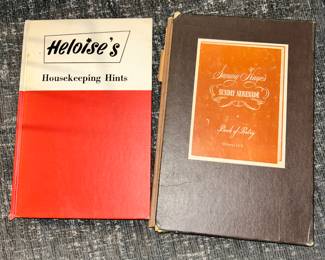 Heloise's
Housekeeping Hints
Sammy Kaye's
SUNDAY SERENADE
Book of Poetry